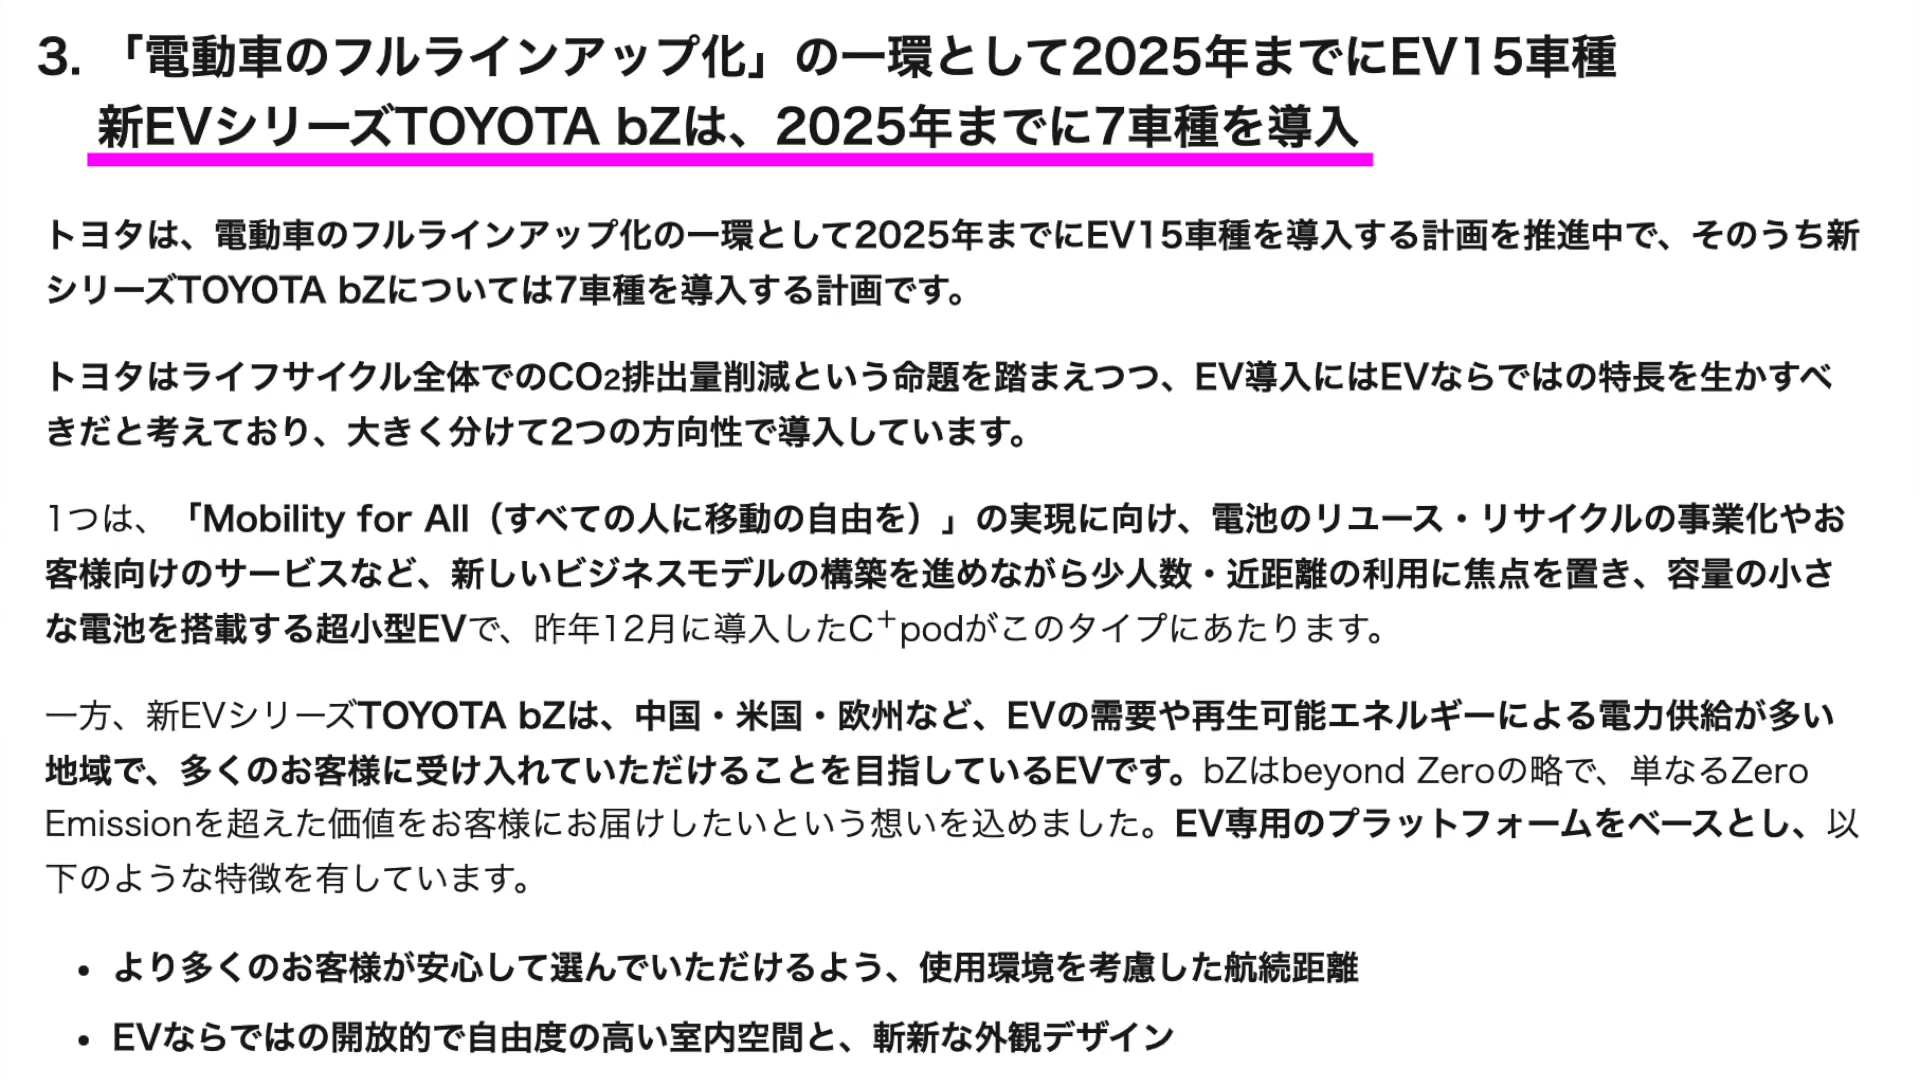 3. 「電動車のフルラインアップ化」の一環として2025年までにEV15車種
新EVシリーズTOYOTA bZは、2025年までに7車種を導入
トヨタは、電動車のフルラインアップ化の一環として2025年までにEV15車種を導入する計画を推進中で、そのうち新
シリーズTOYOTA bZについては7車種を導入する計画です。
トヨタはライフサイクル全体でのCO2排出量削減という命題を踏まえつつ、EV導入にはEVならではの特長を生かすべ
きだと考えており、大きく分けて2つの方向性で導入しています。
1つは、「Mobility for All（すべての人に移動の自由を）」の実現に向け、電池のリユース・リサイクルの事業化やお
客様向けのサービスなど、新しいビジネスモデルの構築を進めながら少人数・近距離の利用に焦点を置き、容量の小さ
な電池を搭載する超小型EVで、昨年12月に導入したC⁺podがこのタイプにあたります。
一方、新EVシリーズTOYOTA bZは、中国・米国・欧州など、EVの需要や再生可能エネルギーによる電力供給が多い
地域で、多くのお客様に受け入れていただけることを目指しているEVです。bZはbeyond Zeroの略で、単なるZero
Emissionを超えた価値をお客様にお届けしたいという想いを込めました。EV専用のプラットフォームをベースとし、以
下のような特徴を有しています。
• より多くのお客様が安心して選んでいただけるよう、使用環境を考慮した航続距離
• EVならではの開放的で自由度の高い室内空間と、斬新な外観デザイン